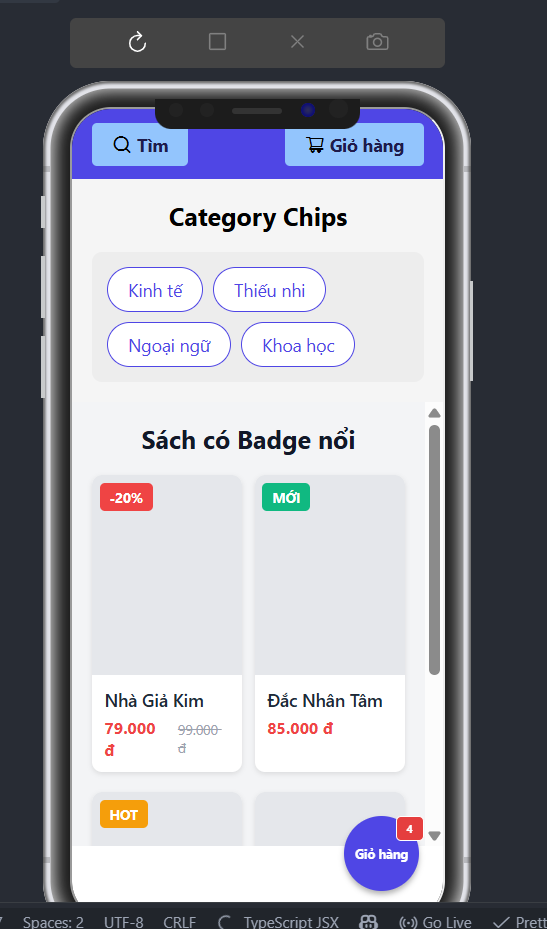 Tìm
Giỏ hàng
Category Chips
Kinh tế
Thiếu nhi
Ngoại ngữ
Khoa học
Sách có Badge nổi
-20%
MỚI
Nhà Giả Kim
Đắc Nhân Tâm
79.000 99.000
đ đ
85.000 đ
HOT
4
Giỏ hàng
Spaces: 2 UTF-8 CRLF TypeScript JSX Go Live Prett